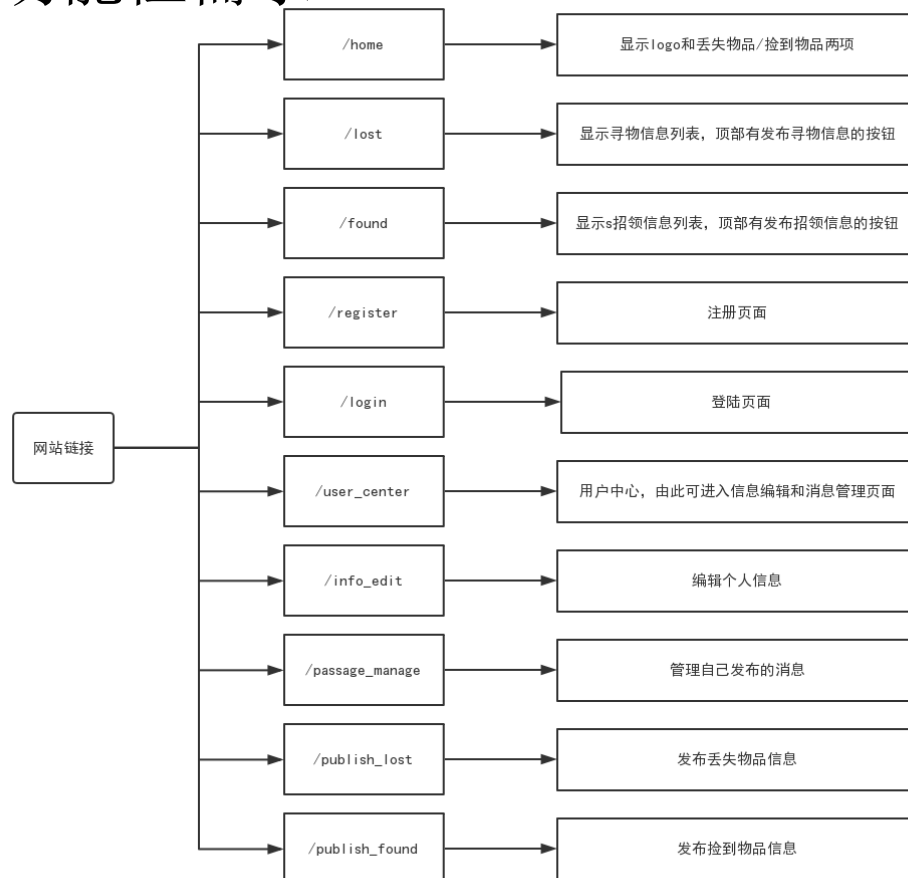 /home
显示logo和丢失物品/捡到物品两项
/lost
显示寻物信息列表，顶部有发布寻物信息的按钮
/found
显示s招领信息列表，顶部有发布招领信息的按钮
/register
注册页面
/login
登陆页面
网站链接
/user_center
用户中心，由此可进入信息编辑和消息管理页面
/info_edit
编辑个人信息
/passage_manage
管理自己发布的消息
/publish_lost
发布丢失物品信息
/publish_found
发布捡到物品信息